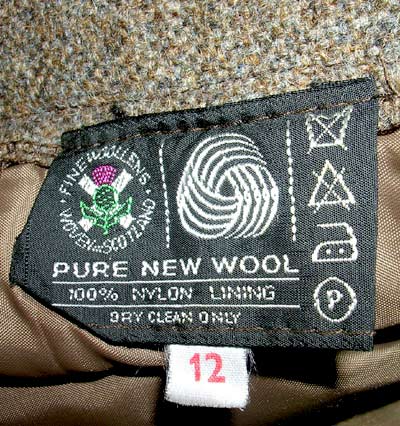 FINE WOOLLENS
WOVEN IN SCOTLAND
PURE NEW WOOL
100% NYLON LINING
DRY CLEAN ONLY
P
12